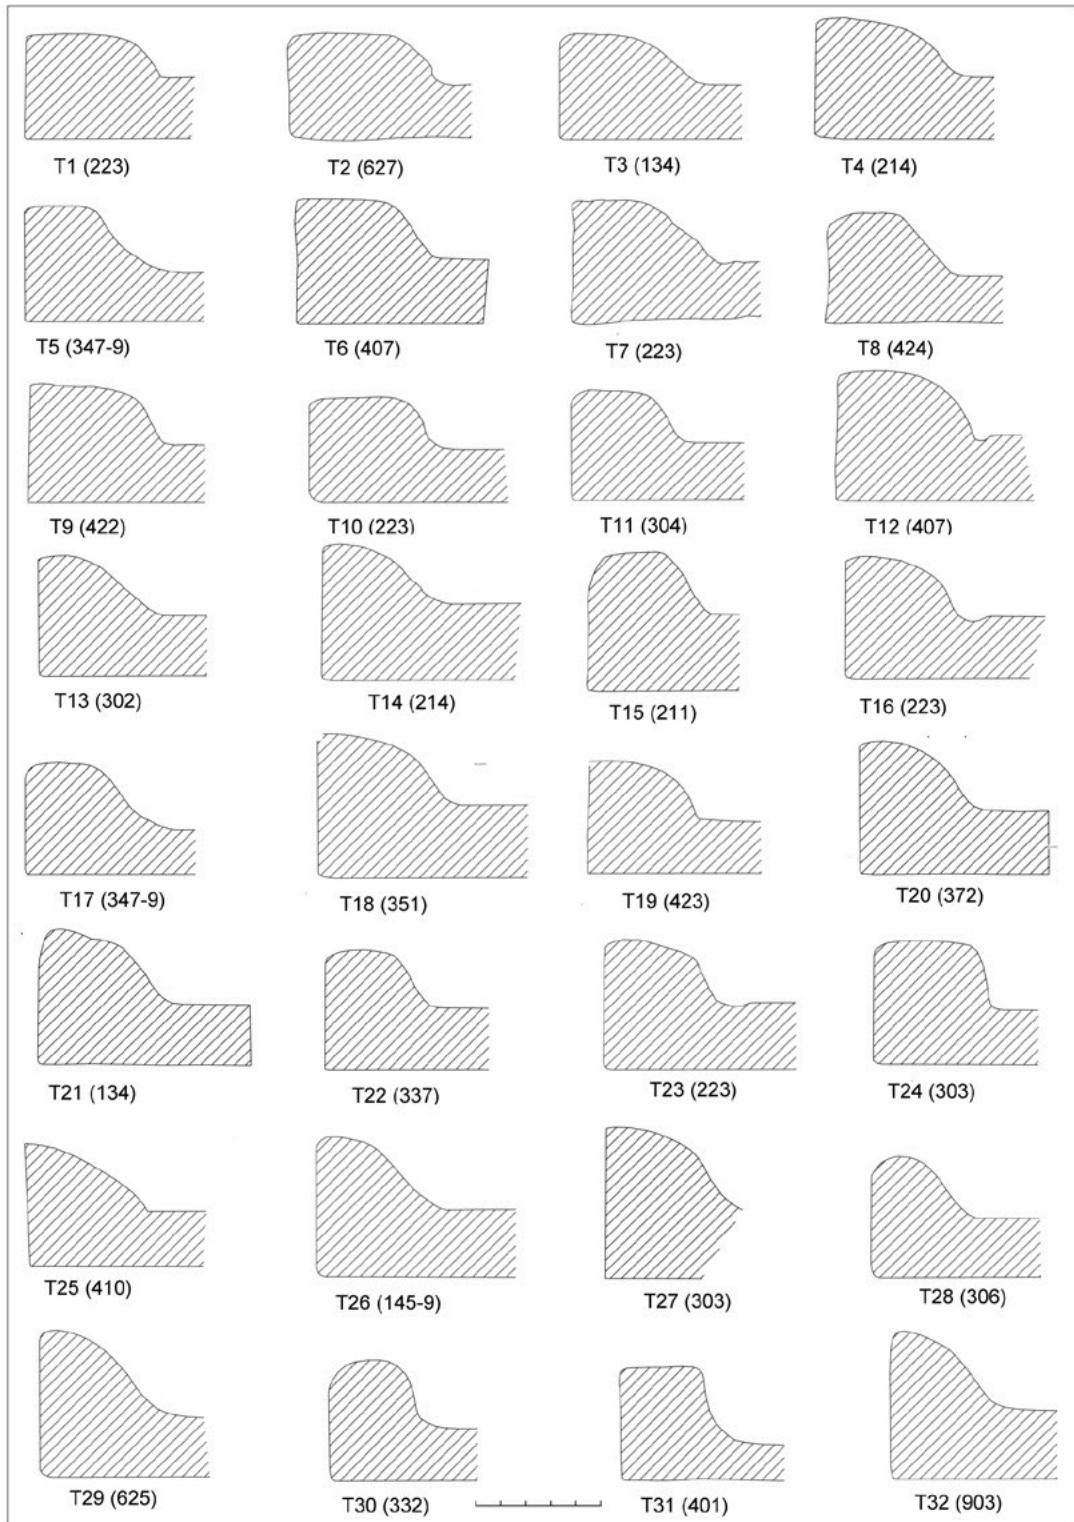 T1 (223) T2 (627) T3 (134) T4 (214)
T5 (347-9) T6 (407) T7 (223) T8 (424)
T9 (422) T10 (223) T11 (304) T12 (407)
T13 (302) T14 (214) T15 (211) T16 (223)
T17 (347-9) T18 (351) T19 (423) T20 (372)
T21 (134) T22 (337) T23 (223) T24 (303)
T25 (410) T26 (145-9) T27 (303) T28 (306)
T29 (625) T30 (332) T31 (401) T32 (903)